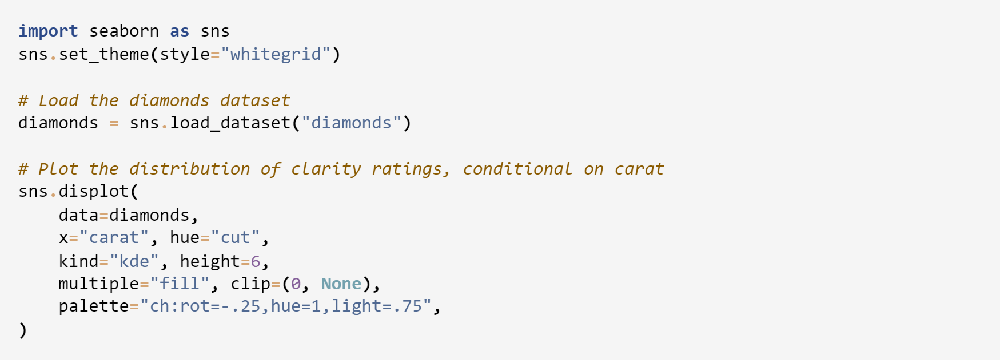 import seaborn as sns
sns.set_theme(style="whitegrid")

# Load the diamonds dataset
diamonds = sns.load_dataset("diamonds")

# Plot the distribution of clarity ratings, conditional on carat
sns.displot(
    data=diamonds,
    x="carat", hue="cut",
    kind="kde", height=6,
    multiple="fill", clip=(0, None),
    palette="ch:rot=-.25,hue=1,light=.75",
)